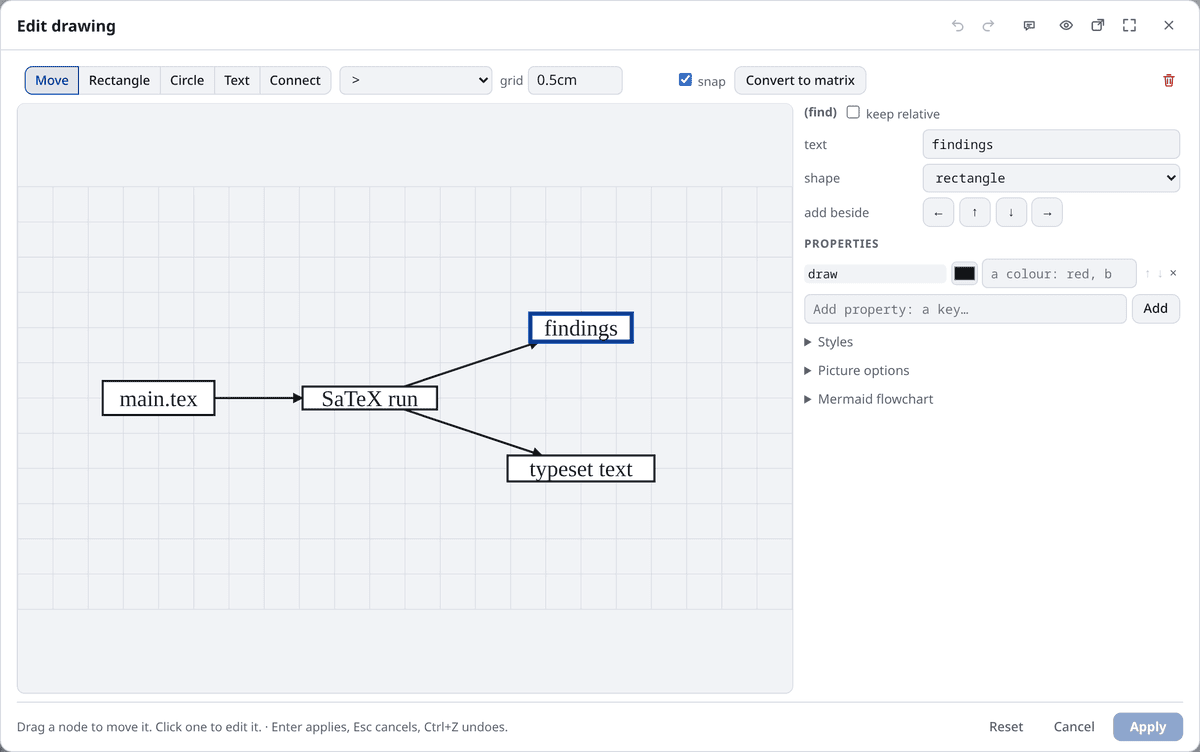 Edit drawing
Move Rectangle Circle Text Connect > grid 0.5cm snap Convert to matrix
(find) keep relative
text findings
shape rectangle
add beside ← ↑ ↓ →
PROPERTIES
draw a colour: red, b ↑ ↓ ×
Add property: a key… Add
Styles
Picture options
Mermaid flowchart
findings
main.tex SaTeX run
typeset text
Drag a node to move it. Click one to edit it. · Enter applies, Esc cancels, Ctrl+Z undoes. Reset Cancel Apply